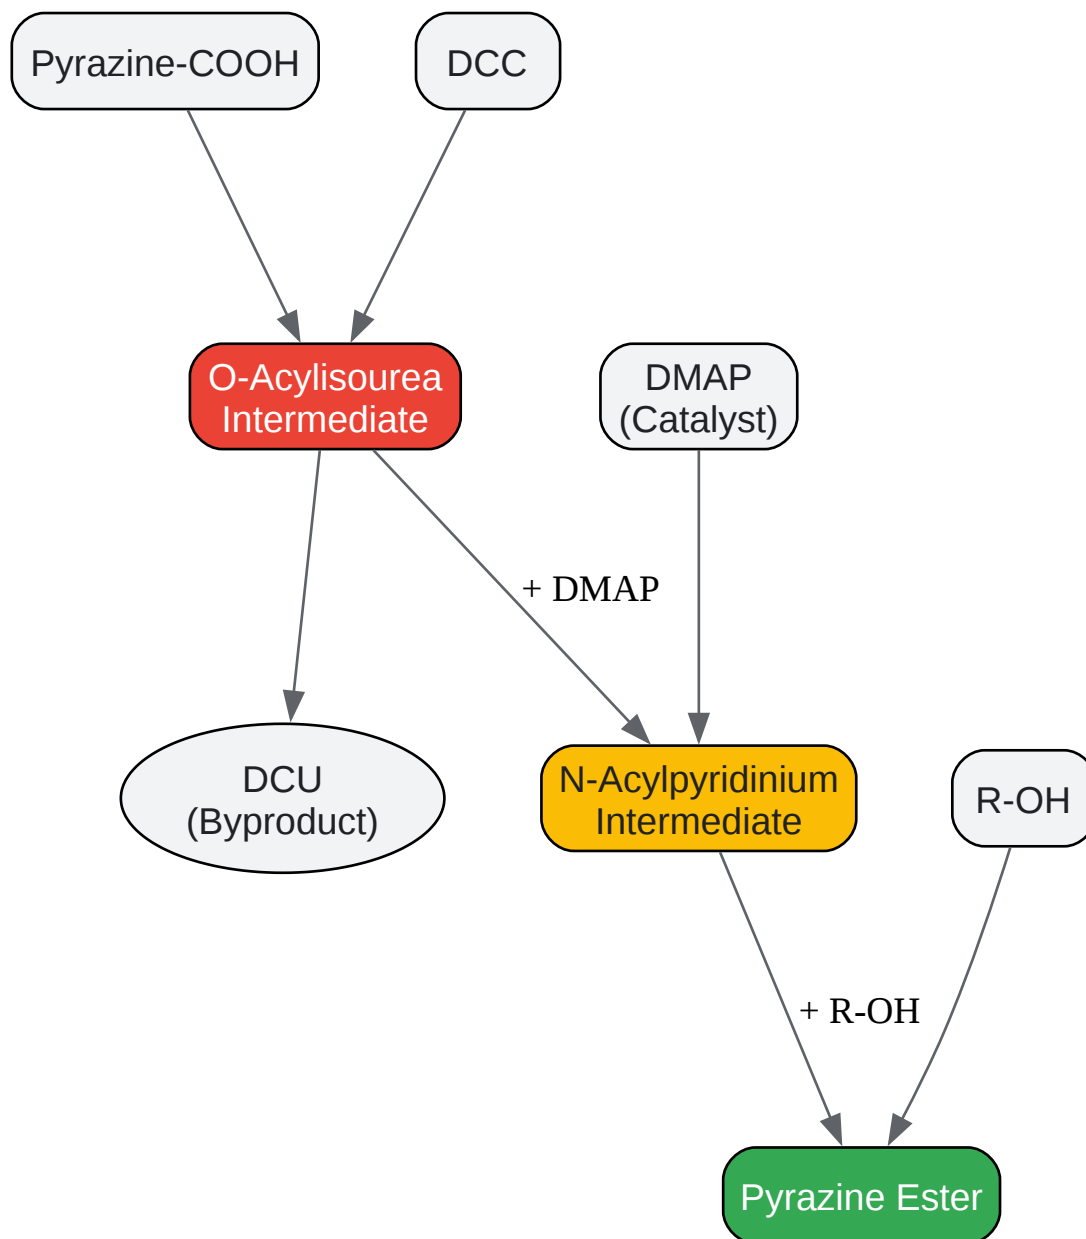 Pyrazine-COOH
DCC
O-Acylisourea
Intermediate
DMAP
(Catalyst)
+ DMAP
DCU
(Byproduct)
N-Acylpyridinium
Intermediate
R-OH
+ R-OH
Pyrazine Ester